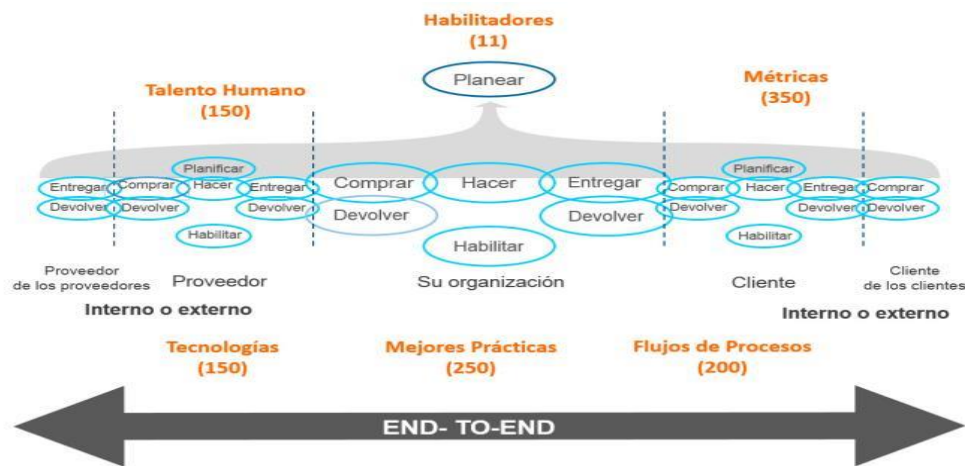 Habilitadores
(11)
Planear
Talento Humano
(150)
Métricas
(350)
Planificar
Planificar
Entregar Comprar Hacer Entregar Comprar Hacer Entregar Comprar Hacer Entregar Comprar
Devolver Devolver Devolver Devolver Devolver Devolver Devolver Devolver
Habilitar Habilitar Habilitar
Proveedor
de los proveedores
Proveedor
Su organización
Cliente
Cliente
de los clientes
Interno o externo
Interno o externo
Tecnologías
(150)
Mejores Prácticas
(250)
Flujos de Procesos
(200)
END- TO-END